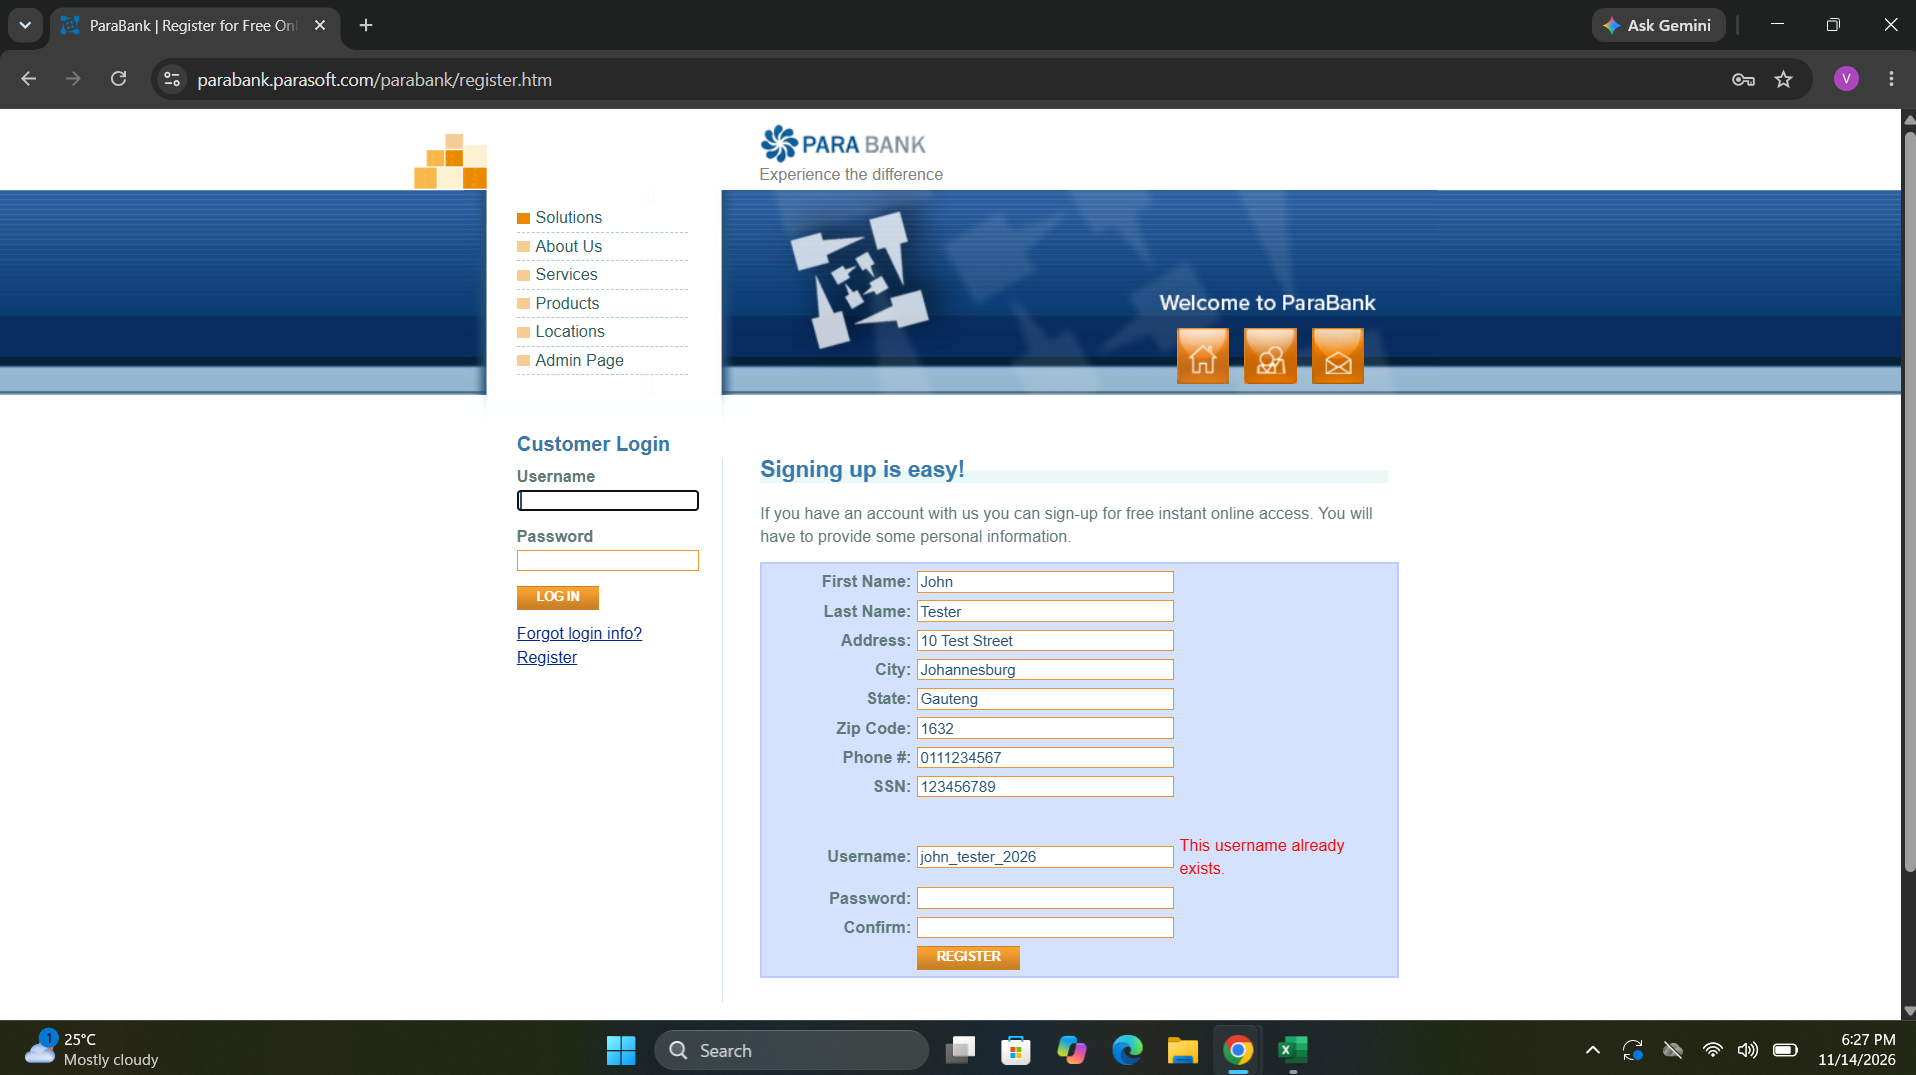 ParaBank | Register for Free Onl
Ask Gemini
parabank.parasoft.com/parabank/register.htm
V
PARA BANK
Experience the difference
Solutions
About Us
Services
Products
Locations
Admin Page
Welcome to ParaBank
Customer Login
Username
Password
LOG IN
Forgot login info?
Register
Signing up is easy!
If you have an account with us you can sign-up for free instant online access. You will
have to provide some personal information.
First Name: John
Last Name: Tester
Address: 10 Test Street
City: Johannesburg
State: Gauteng
Zip Code: 1632
Phone #: 0111234567
SSN: 123456789
Username: john_tester_2026 This username already
exists.
Password:
Confirm:
REGISTER
1
25°C
Mostly cloudy
Search
6:27 PM
11/14/2026